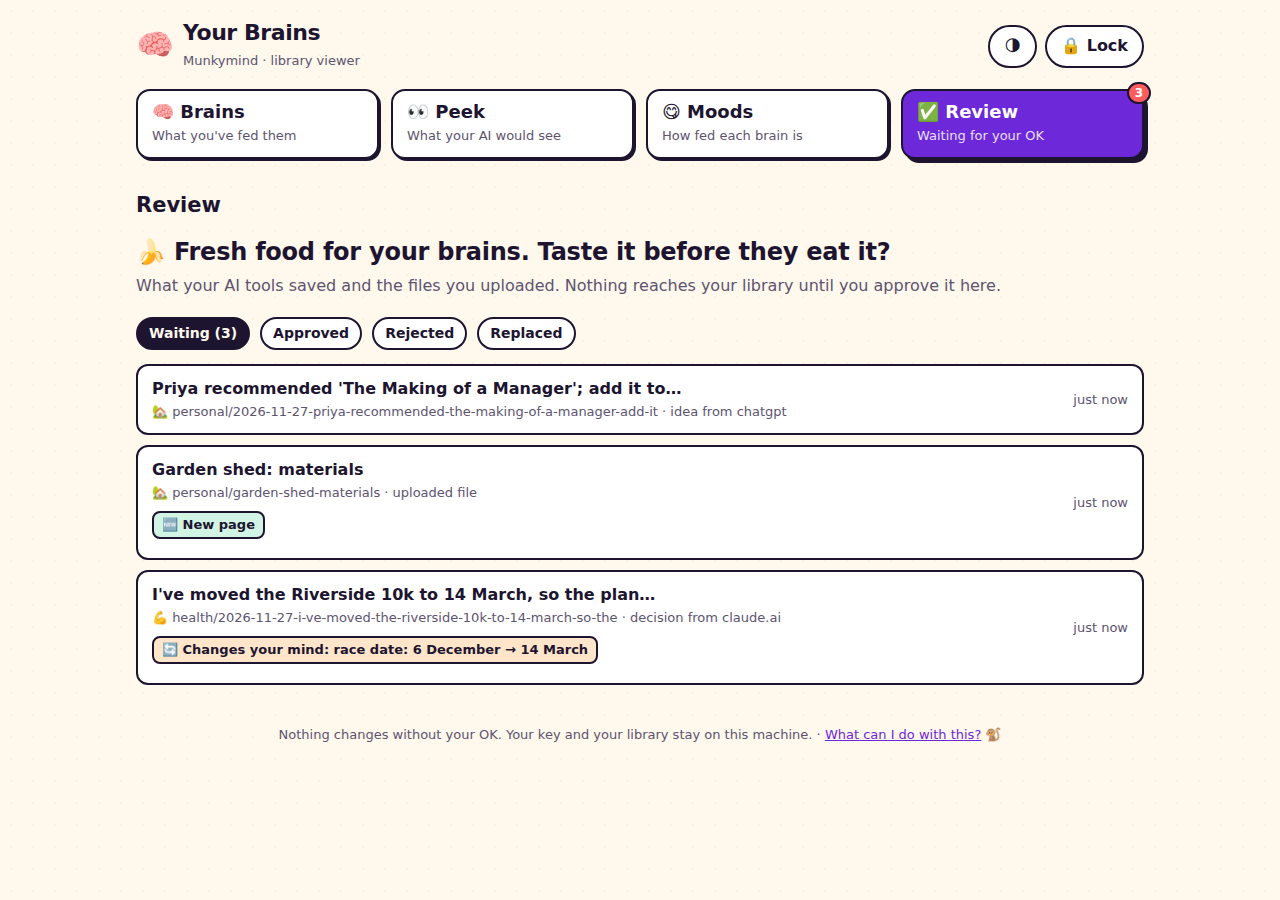 🧠 Your Brains
Munkymind · library viewer
◑
🔒 Lock
🧠 Brains
What you've fed them
👀 Peek
What your AI would see
😋 Moods
How fed each brain is
✅ Review
Waiting for your OK
3
Review
🍌 Fresh food for your brains. Taste it before they eat it?
What your AI tools saved and the files you uploaded. Nothing reaches your library until you approve it here.
Waiting (3)
Approved
Rejected
Replaced
Priya recommended 'The Making of a Manager'; add it to…
🏡 personal/2026-11-27-priya-recommended-the-making-of-a-manager-add-it · idea from chatgpt
just now
Garden shed: materials
🏡 personal/garden-shed-materials · uploaded file
🆕 New page
just now
I've moved the Riverside 10k to 14 March, so the plan…
💪 health/2026-11-27-i-ve-moved-the-riverside-10k-to-14-march-so-the · decision from claude.ai
🔄 Changes your mind: race date: 6 December → 14 March
just now
Nothing changes without your OK. Your key and your library stay on this machine. · What can I do with this? 🐒